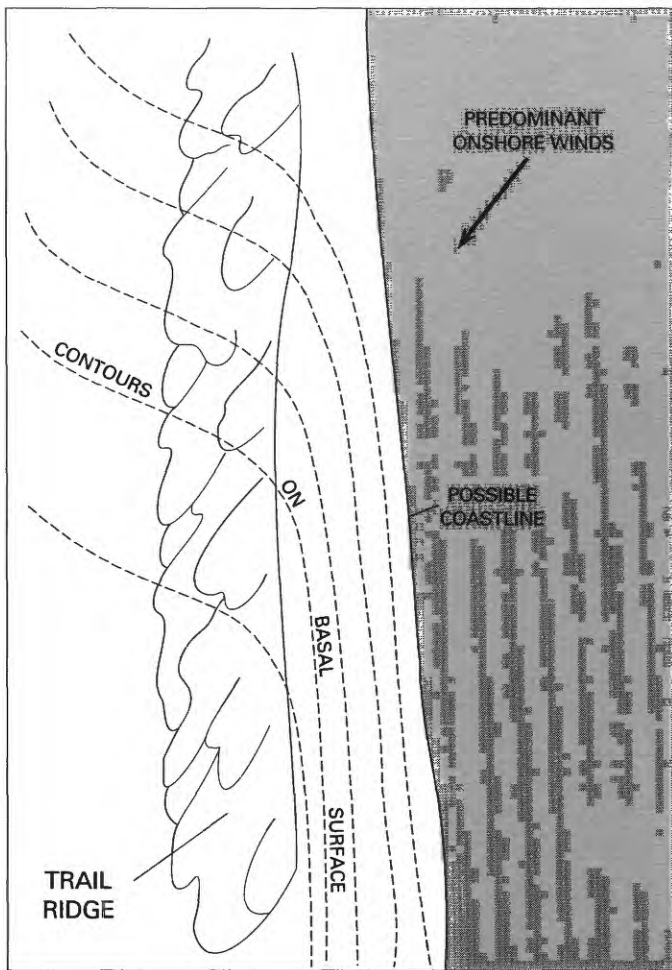 PREDOMINANT
ONSHORE WINDS
CONTOURS
ON
POSSIBLE
COASTLINE
BASAL
SURFACE
TRAIL
RIDGE